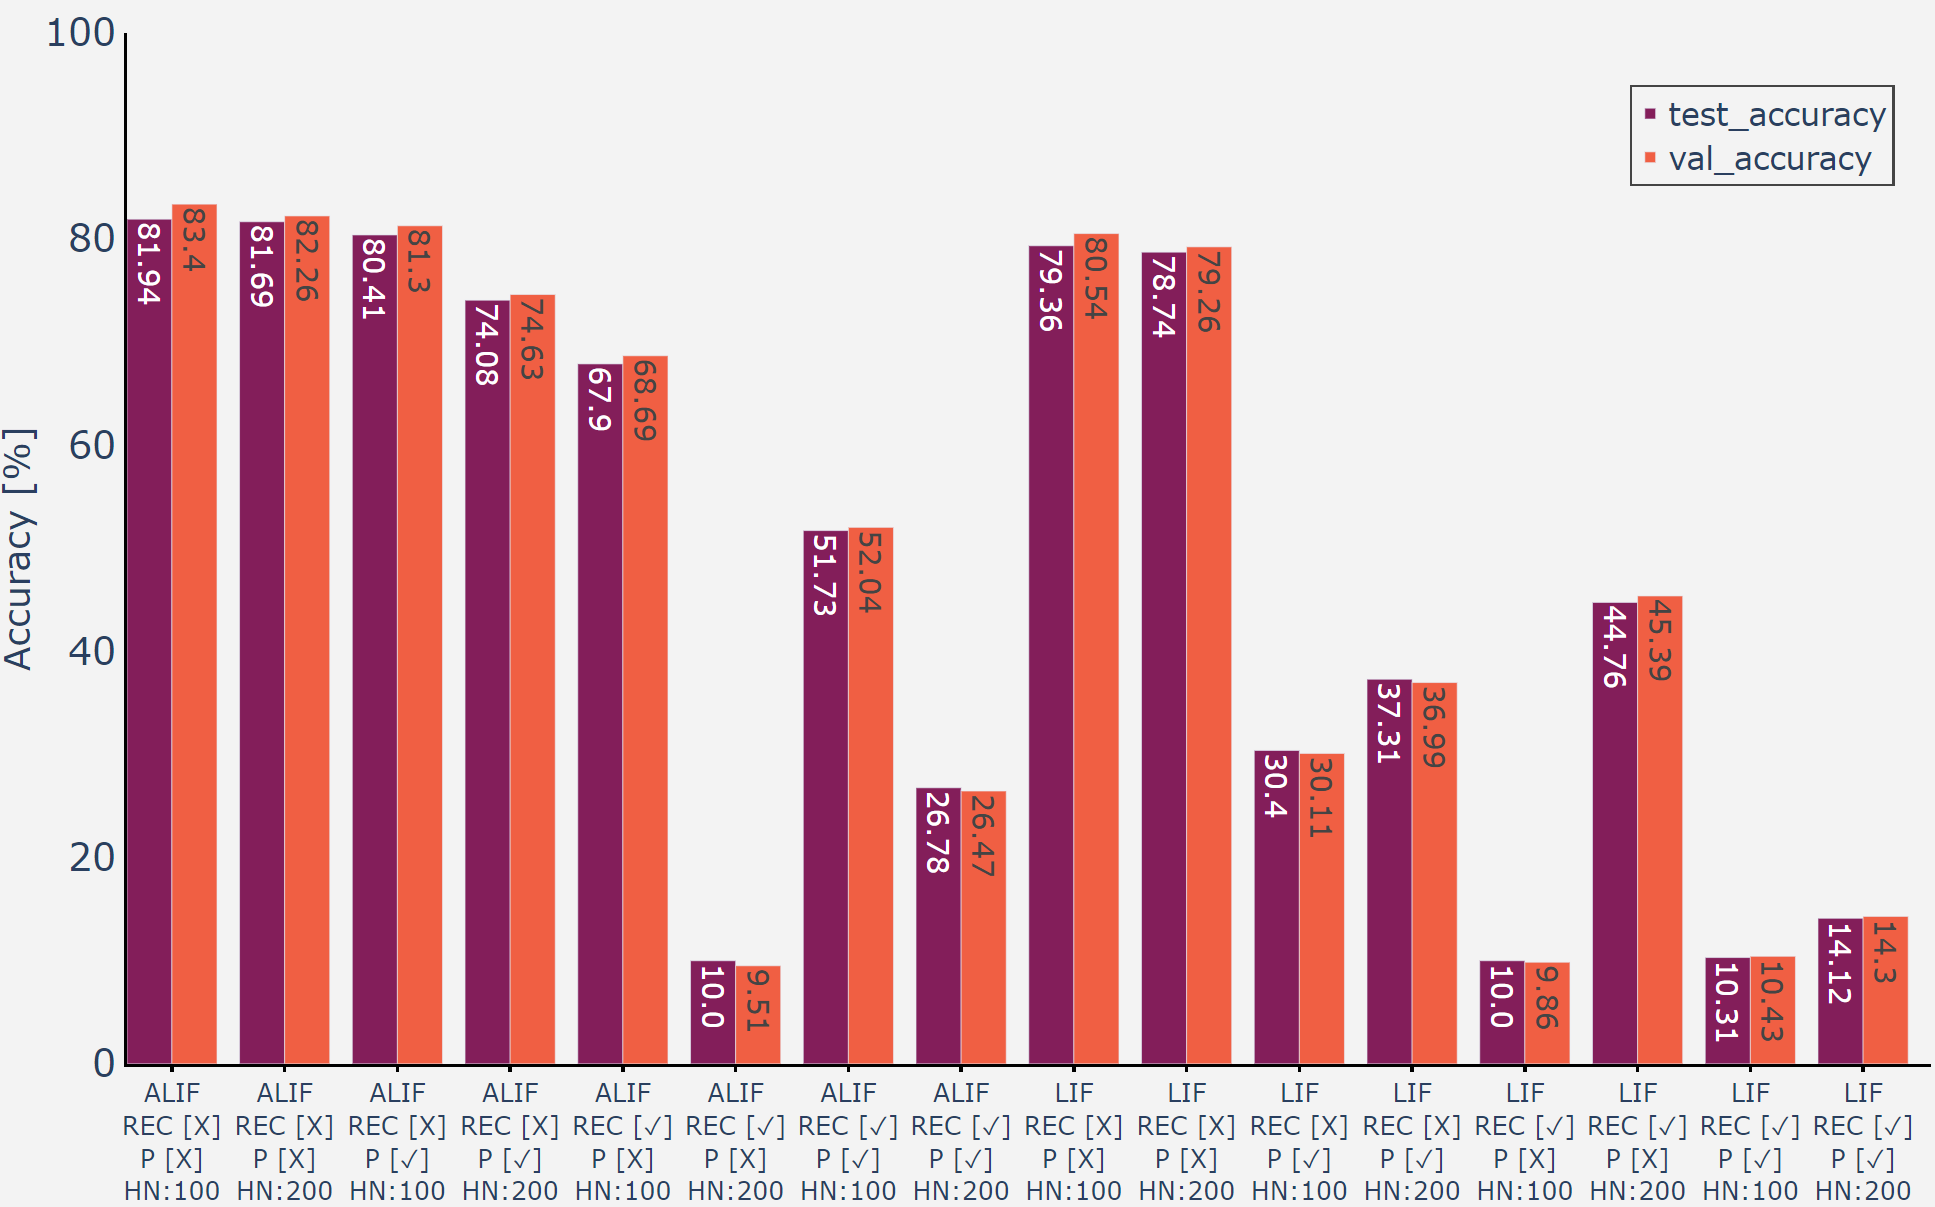 100
80
60
40
20
0
Accuracy [%]
test_accuracy
val_accuracy
81.94
83.4
81.69
82.26
80.41
81.3
74.08
74.63
67.9
68.69
10.0
9.51
51.73
52.04
26.78
26.47
79.36
80.54
78.74
79.26
30.4
30.11
37.31
36.99
10.0
9.86
44.76
45.39
10.31
10.43
14.12
14.3
ALIF
REC [X]
P [X]
HN:100
ALIF
REC [X]
P [X]
HN:200
ALIF
REC [X]
P [✓]
HN:100
ALIF
REC [X]
P [✓]
HN:200
ALIF
REC [✓]
P [X]
HN:100
ALIF
REC [✓]
P [X]
HN:200
ALIF
REC [✓]
P [✓]
HN:100
ALIF
REC [✓]
P [✓]
HN:200
LIF
REC [X]
P [X]
HN:100
LIF
REC [X]
P [X]
HN:200
LIF
REC [X]
P [✓]
HN:100
LIF
REC [X]
P [✓]
HN:200
LIF
REC [✓]
P [X]
HN:100
LIF
REC [✓]
P [X]
HN:200
LIF
REC [✓]
P [✓]
HN:100
LIF
REC [✓]
P [✓]
HN:200